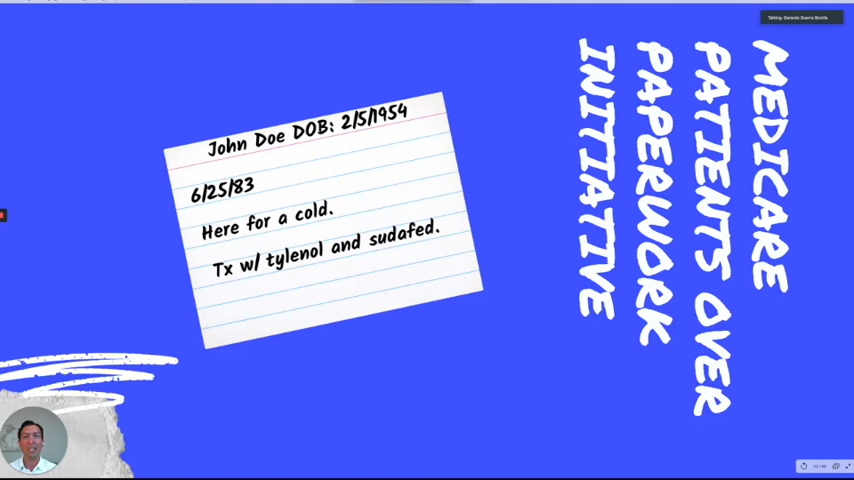 Talking: Gerardo Guerra Bonilla
MEDICARE
PATIENTS OVER
PAPERWORK
INITIATIVE
John Doe DOB: 2/5/1954
6/25/83
Here for a cold.
Tx w/ tylenol and sudafed.